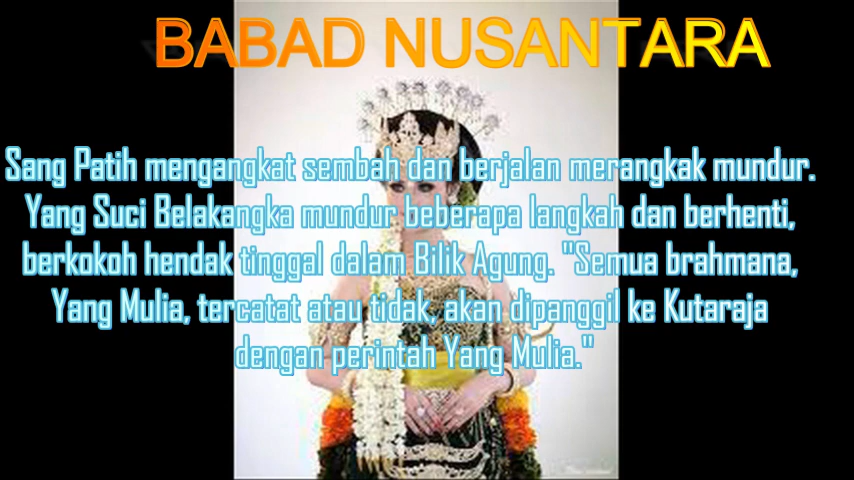 BABAD NUSANTARA
Sang Patih mengangkat sembah dan berjalan merangkak mundur.
Yang Suci Belakangka mundur beberapa langkah dan berhenti,
berkokoh hendak tinggal dalam Bilik Agung. "Semua brahmana,
Yang Mulia, tercatat atau tidak, akan dipanggil ke Kutaraja
dengan perintah Yang Mulia."